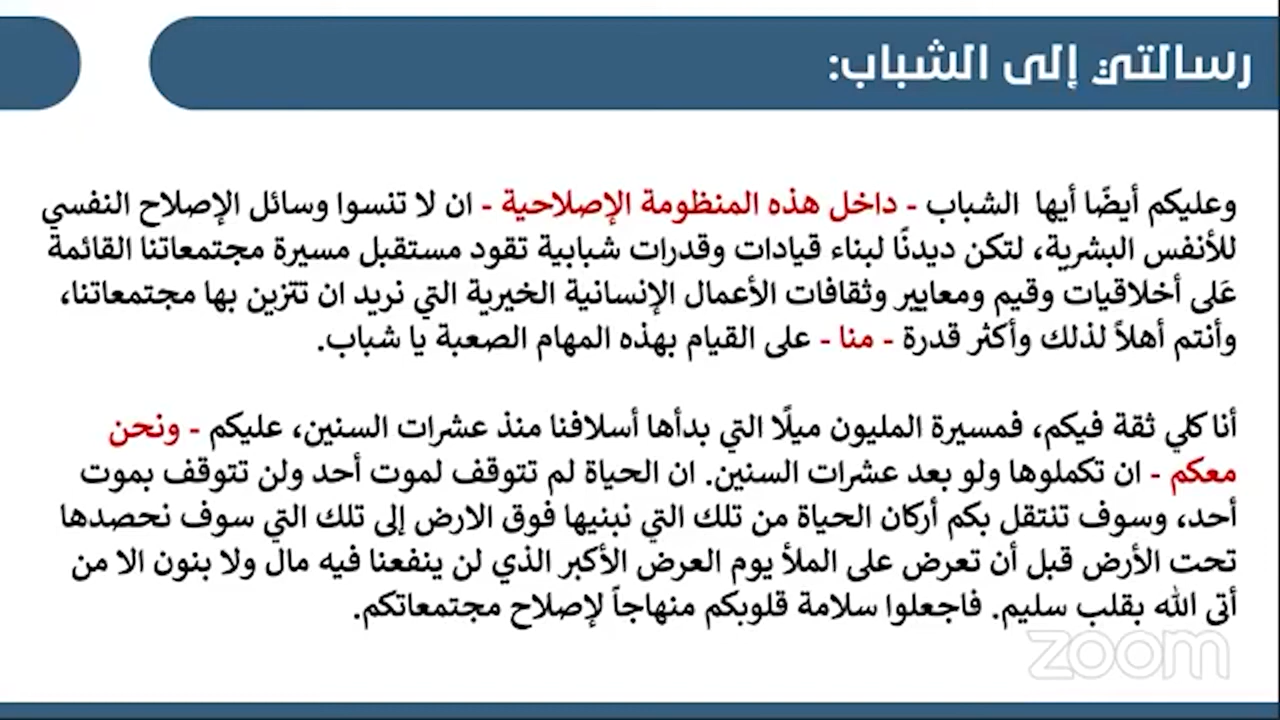 رسالتي إلى الشباب:
وعليكم أيضًا أيها الشباب - داخل هذه المنظومة الإصلاحية - ان لا تنسوا وسائل الإصلاح النفسي
للأنفس البشرية، لتكن ديدنًا لبناء قيادات وقدرات شبابية تقود مستقبل مسيرة مجتمعاتنا القائمة
عَلى أخلاقيات وقيم ومعايير وثقافات الأعمال الإنسانية الخيرية التي نريد ان تتزين بها مجتمعاتنا،
وأنتم أهلاً لذلك وأكثر قدرة - منا - على القيام بهذه المهام الصعبة يا شباب.
أنا كلي ثقة فيكم، فمسيرة المليون ميلًا التي بدأها أسلافنا منذ عشرات السنين، عليكم - ونحن
معكم - ان تكملوها ولو بعد عشرات السنين. ان الحياة لم تتوقف لموت أحد ولن تتوقف بموت
أحد، وسوف تنتقل بكم أركان الحياة من تلك التي نبنيها فوق الارض إلى تلك التي سوف نحصدها
تحت الأرض قبل أن تعرض على الملأ يوم العرض الأكبر الذي لن ينفعنا فيه مال ولا بنون الا من
أتى الله بقلب سليم. فاجعلوا سلامة قلوبكم منهاجاً لإصلاح مجتمعاتكم.
zoom